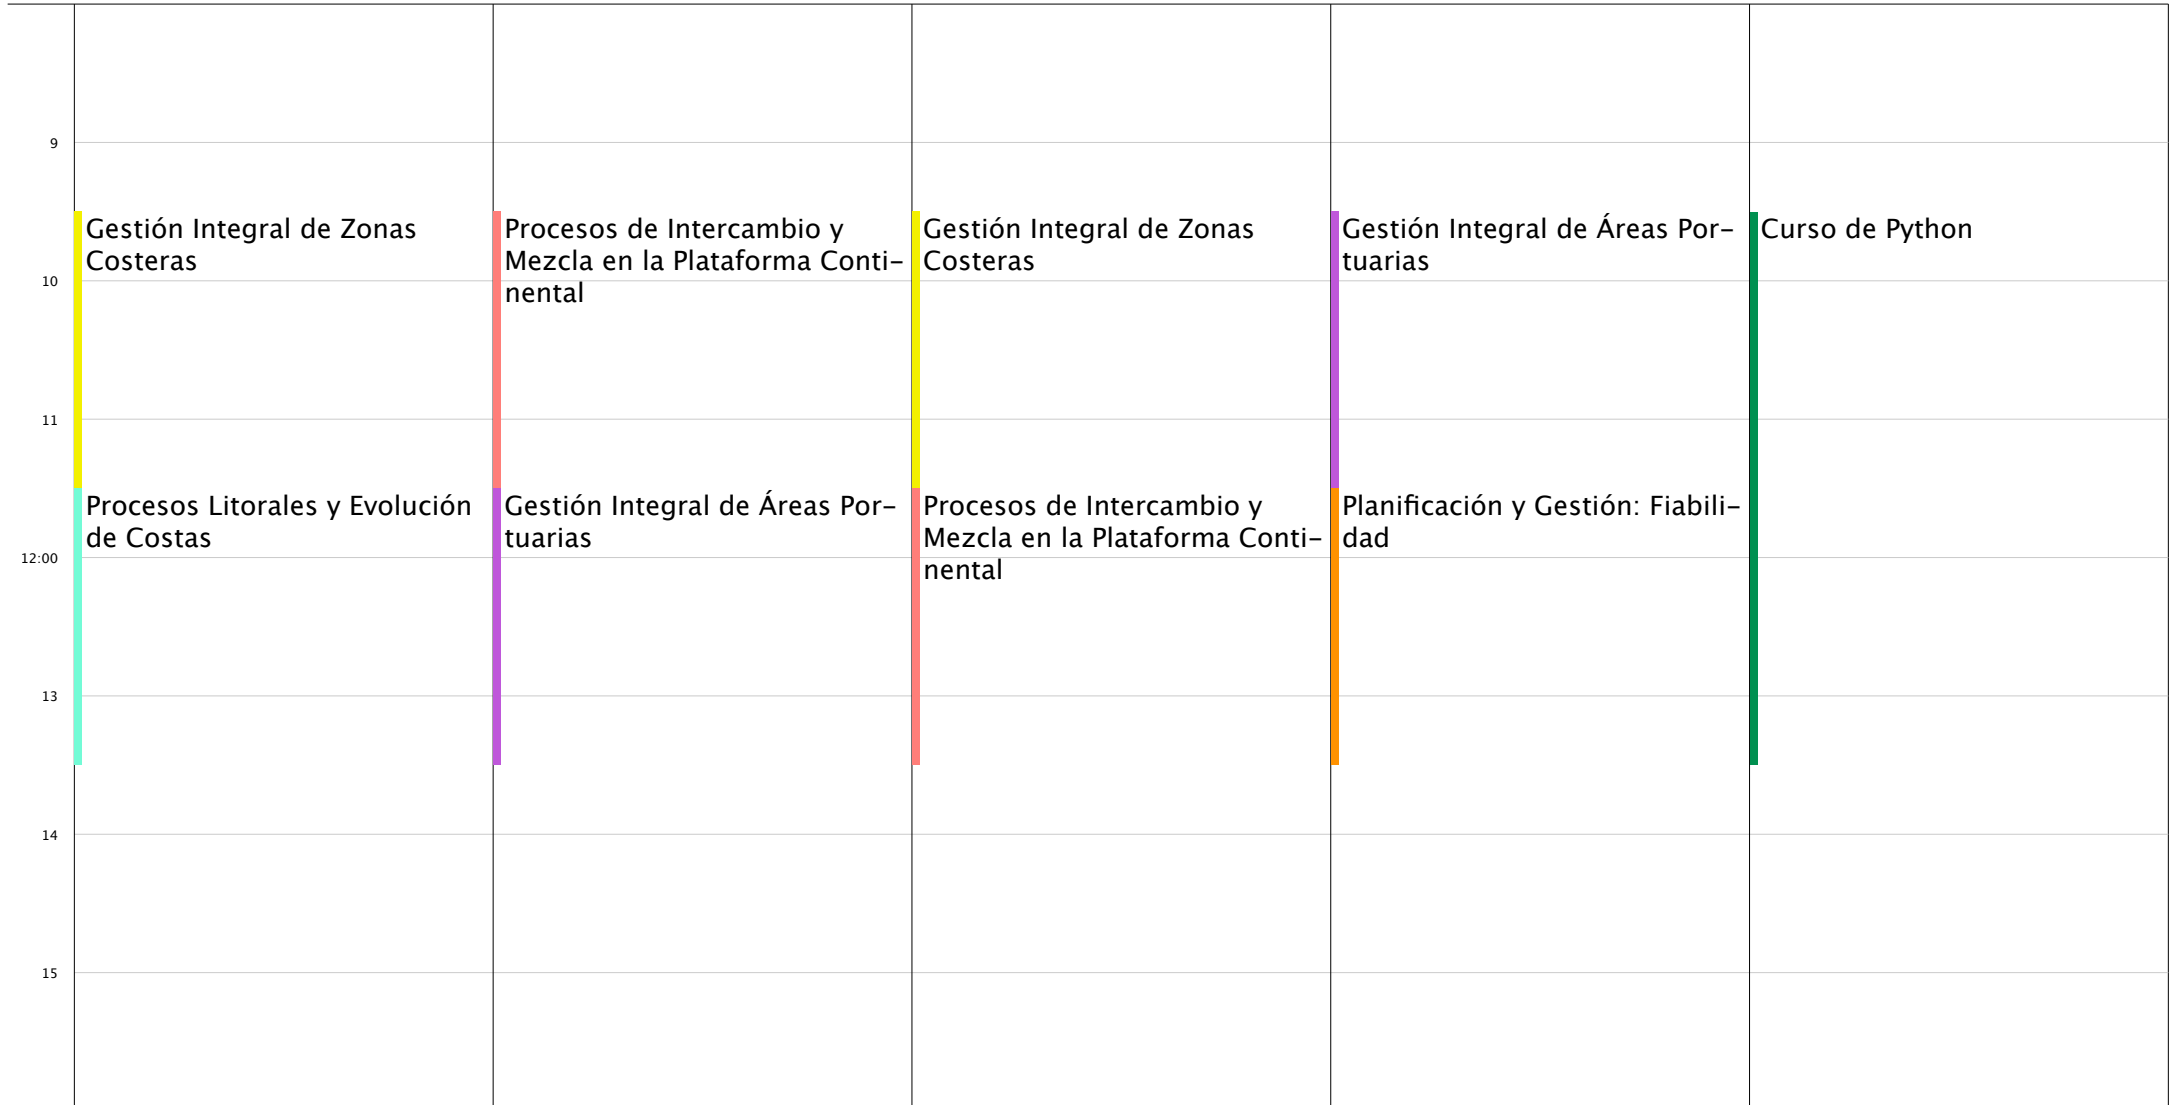 9
10
11
12:00
13
14
15
Gestión Integral de Zonas
Costeras
Procesos Litorales y Evolución
de Costas
Procesos de Intercambio y
Mezcla en la Plataforma Conti-
nental
Gestión Integral de Áreas Por-
tuarias
Gestión Integral de Zonas
Costeras
Procesos de Intercambio y
Mezcla en la Plataforma Conti-
nental
Gestión Integral de Áreas Por-
tuarias
Planificación y Gestión: Fiabili-
dad
Curso de Python